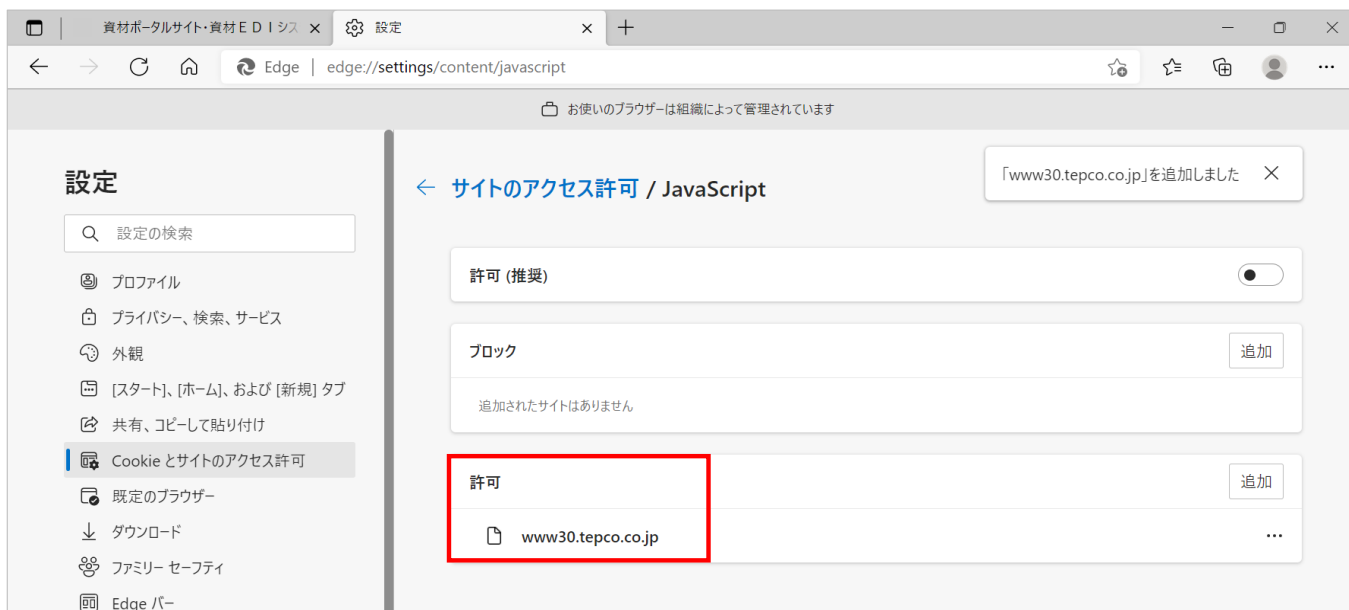 資材ポータルサイト・資材ＥＤＩシス
設定
Edge | edge://settings/content/javascript
お使いのブラウザーは組織によって管理されています
設定
設定の検索
プロファイル
プライバシー、検索、サービス
外観
[スタート]、[ホーム]、および [新規] タブ
共有、コピーして貼り付け
Cookie とサイトのアクセス許可
既定のブラウザー
ダウンロード
ファミリー セーフティ
Edge バー
サイトのアクセス許可 / JavaScript
「www30.tepco.co.jp」を追加しました
許可 (推奨)
ブロック
追加
追加されたサイトはありません
許可
追加
www30.tepco.co.jp